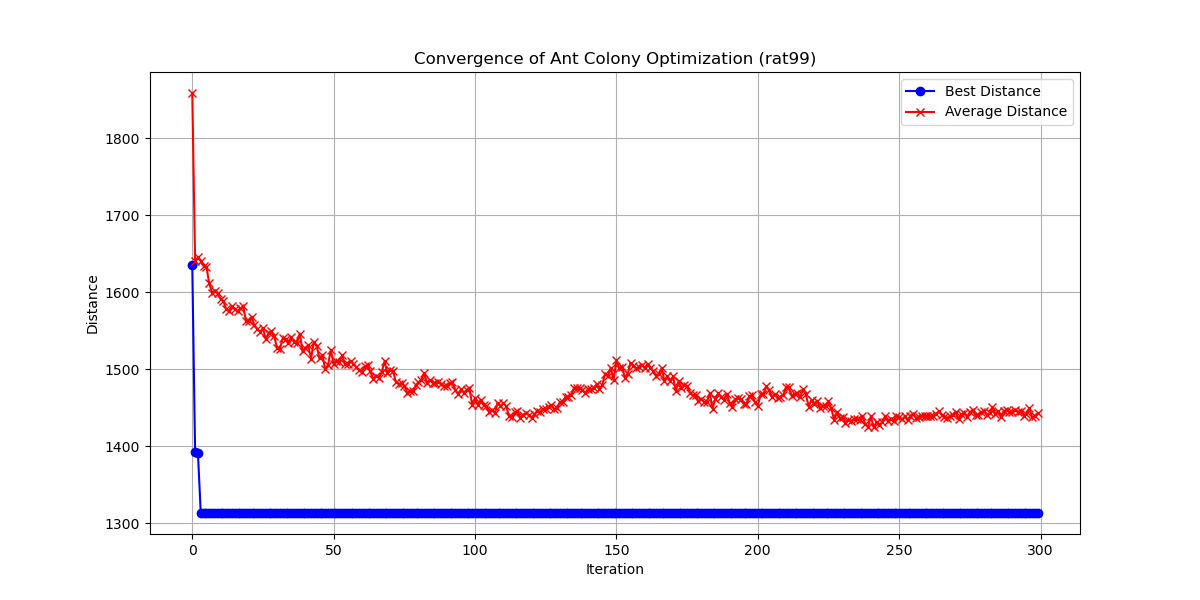 Convergence of Ant Colony Optimization (rat99)
Best Distance
Average Distance
Distance
1800
1700
1600
1500
1400
1300
0 50 100 150 200 250 300
Iteration